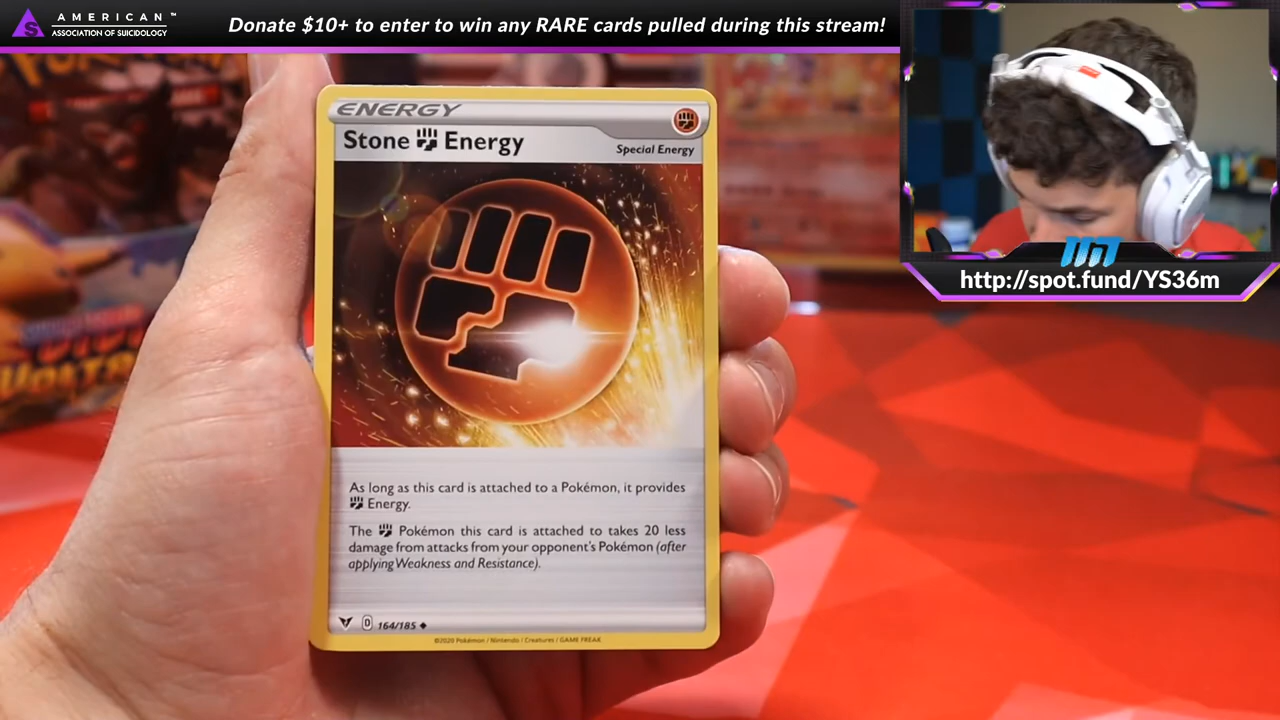 AMERICAN™
ASSOCIATION OF SUICIDOLOGY
Donate $10+ to enter to win any RARE cards pulled during this stream!
http://spot.fund/YS36m
ENERGY
Stone Energy
Special Energy
As long as this card is attached to a Pokémon, it provides
Energy.
The Pokémon this card is attached to takes 20 less
damage from attacks from your opponent's Pokémon (after
applying Weakness and Resistance).
D 164/185
©2020 Pokémon / Nintendo / Creatures / GAME FREAK